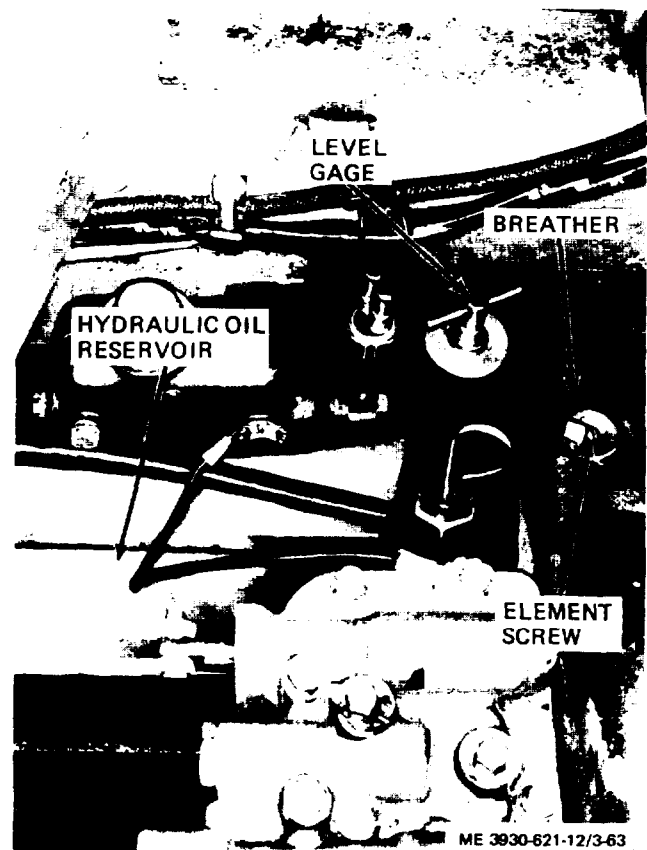 LEVEL
GAGE
BREATHER
HYDRAULIC OIL
RESERVOIR
ELEMENT
SCREW
ME 3930-621-12/3-63